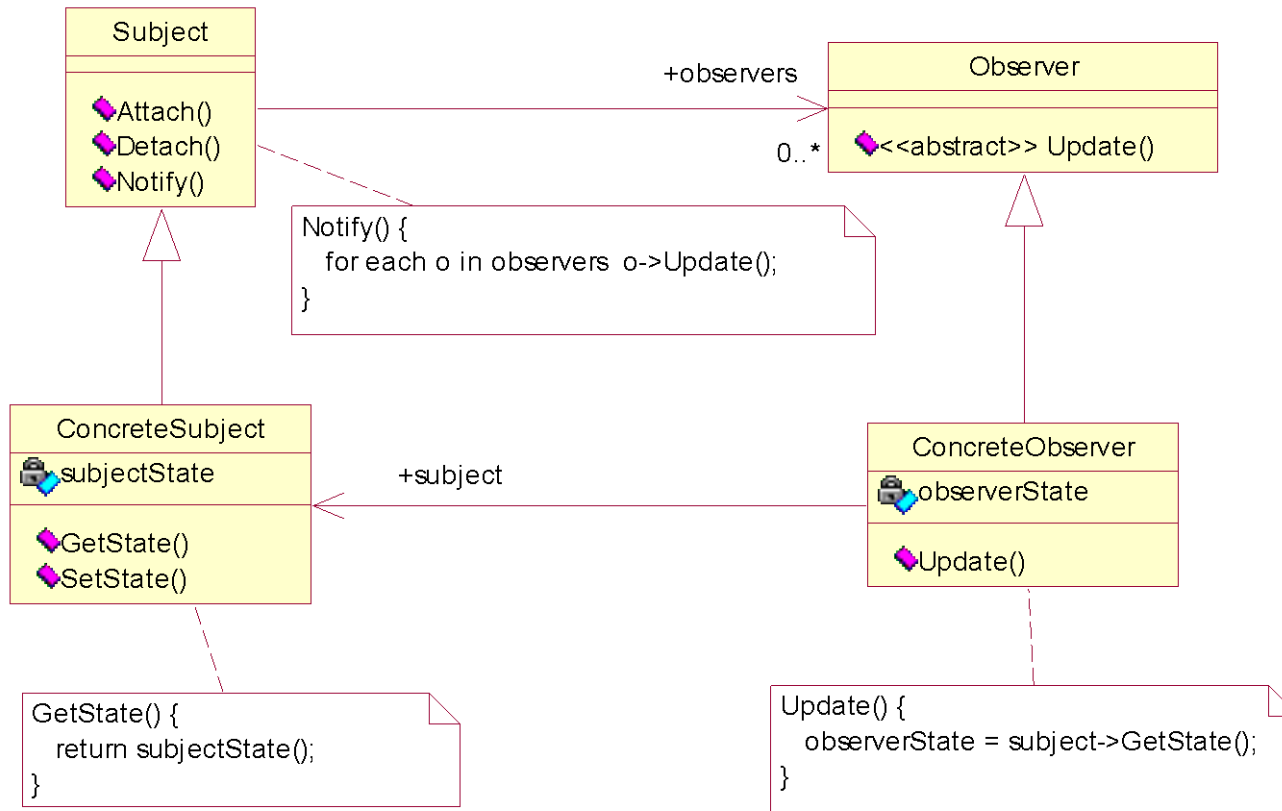 Subject
Attach()
Detach()
Notify()
+observers
0..*
Observer
<<abstract>> Update()
Notify() {
for each o in observers o->Update();
}
ConcreteSubject
subjectState
GetState()
SetState()
+subject
ConcreteObserver
observerState
Update()
GetState() {
return subjectState();
}
Update() {
observerState = subject->GetState();
}